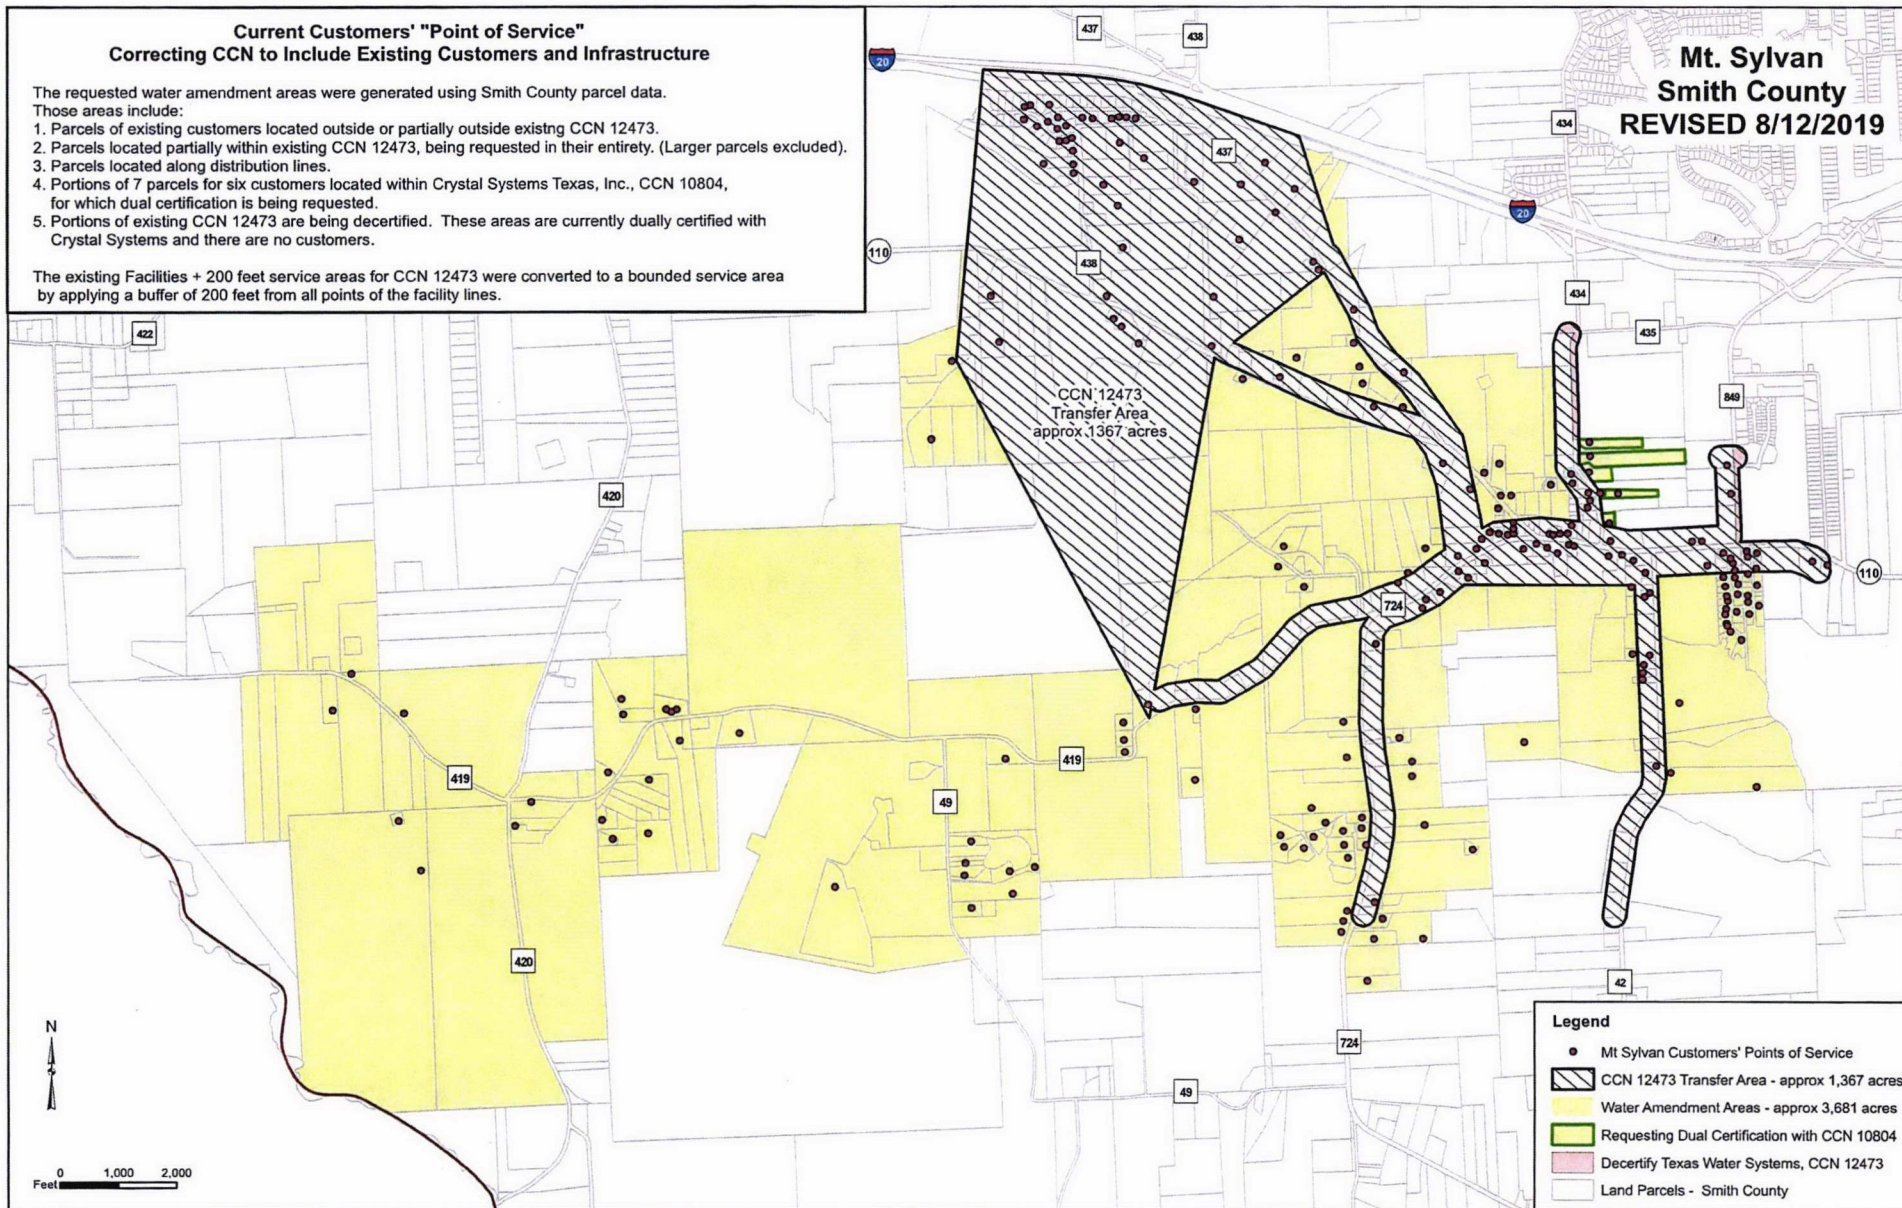 Current Customers' "Point of Service"
Correcting CCN to Include Existing Customers and Infrastructure
The requested water amendment areas were generated using Smith County parcel data.
Those areas include:
1. Parcels of existing customers located outside or partially outside existng CCN 12473.
2. Parcels located partially within existing CCN 12473, being requested in their entirety. (Larger parcels excluded).
3. Parcels located along distribution lines.
4. Portions of 7 parcels for six customers located within Crystal Systems Texas, Inc., CCN 10804,
for which dual certification is being requested.
5. Portions of existing CCN 12473 are being decertified. These areas are currently dually certified with
Crystal Systems and there are no customers.
The existing Facilities + 200 feet service areas for CCN 12473 were converted to a bounded service area
by applying a buffer of 200 feet from all points of the facility lines.
Mt. Sylvan
Smith County
REVISED 8/12/2019
437
438
20
434
437
20
110
438
434
422
435
849
CCN 12473
Transfer Area
approx 1367 acres
420
110
724
419
419
49
420
42
724
49
N
0 1,000 2,000
Feet
Legend
Mt Sylvan Customers' Points of Service
CCN 12473 Transfer Area - approx 1,367 acres
Water Amendment Areas - approx 3,681 acres
Requesting Dual Certification with CCN 10804
Decertify Texas Water Systems, CCN 12473
Land Parcels - Smith County